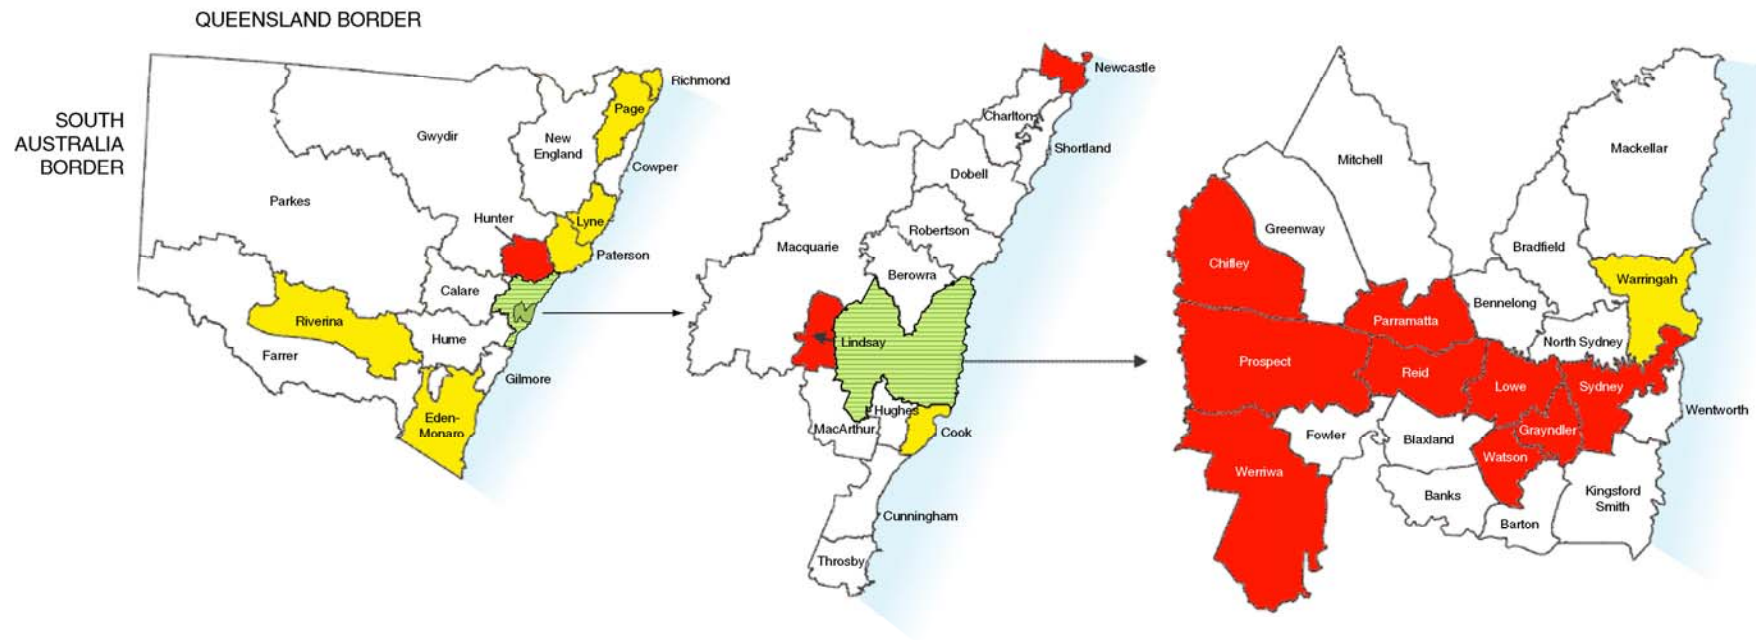 QUEENSLAND BORDER
SOUTH
AUSTRALIA
BORDER
Richmond
Page
Gwydir
New
England
Cowper
Parkes
Hunter
Lyne
Paterson
Calare
Riverina
Hume
Farrer
Gilmore
Eden-
Monaro
Newcastle
Charlton
Shortland
Dobell
Robertson
Macquarie
Berowra
Lindsay
Hughes
MacArthur
Cook
Cunningham
Throsby
Mitchell
Mackellar
Greenway
Bradfield
Chifley
Warringah
Bennelong
Parramatta
North Sydney
Prospect
Reid
Lowe
Sydney
Wentworth
Fowler
Blaxland
Grayndler
Watson
Werriwa
Banks
Kingsford
Smith
Barton